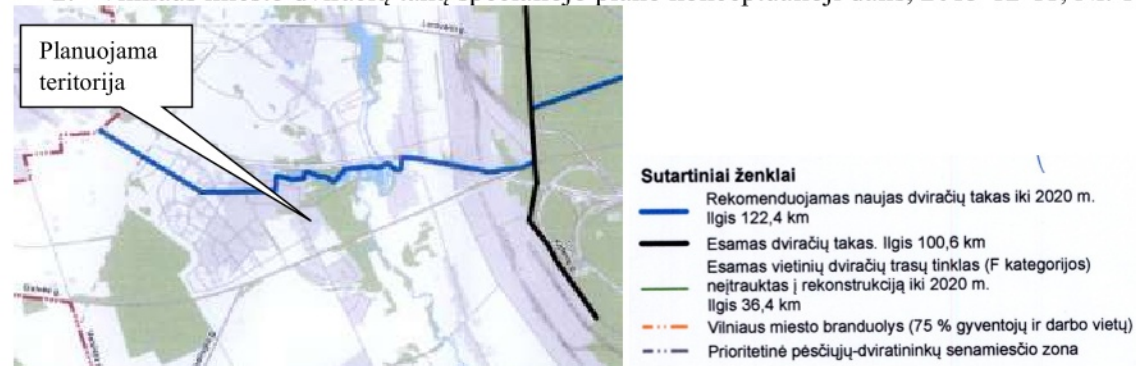 Planuojama
teritorija
Sutartiniai ženklai
Rekomenduojamas naujas dviračių takas iki 2020 m.
Ilgis 122,4 km
Esamas dviračių takas. Ilgis 100,6 km
Esamas vietinių dviračių trasų tinklas (F kategorijos)
neįtrauktas į rekonstrukciją iki 2020 m.
Ilgis 36,4 km
Vilniaus miesto branduolys (75 % gyventojų ir darbo vietų)
Prioritetinė pėsčiųjų-dviratininkų senamiesčio zona